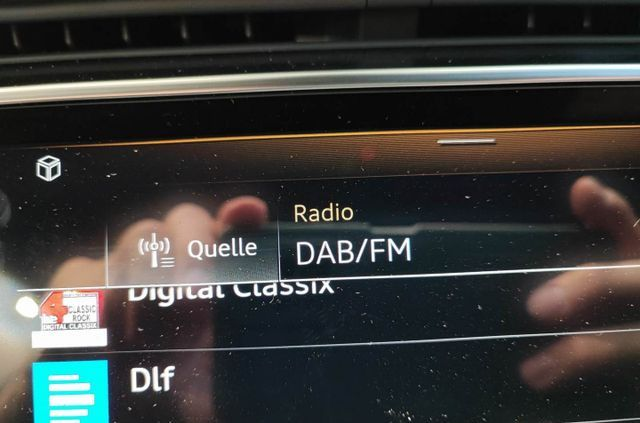 Radio
Quelle
DAB/FM
Digital Classix
CLASSIC
ROCK
DIGITAL CLASSIX
Dlf